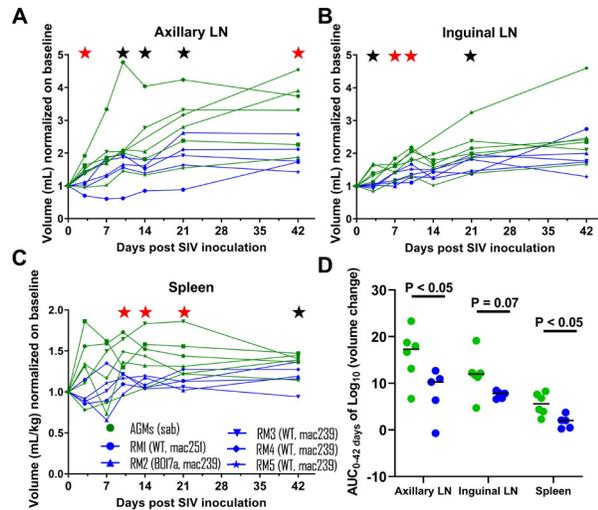 A
Axillary LN
Volume (mL) normalized on baseline
5
4
3
2
1
0
0 7 14 21 28 35 42
Days post SIV inoculation
B
Inguinal LN
Volume (mL) normalized on baseline
5
4
3
2
1
0
0 7 14 21 28 35 42
Days post SIV inoculation
C
Spleen
Volume (mL/kg) normalized on baseline
2.0
1.5
1.0
0.5
0.0
AGMs (sab)
RM1 (WT, mac251)
RM2 (B017a, mac239)
RM3 (WT, mac239)
RM4 (WT, mac239)
RM5 (WT, mac239)
0 7 14 21 28 35 42
Days post SIV inoculation
D
AUC0-42 days of Log10 (volume change)
30
20
10
0
-10
P < 0.05
P = 0.07
P < 0.05
Axillary LN Inguinal LN Spleen